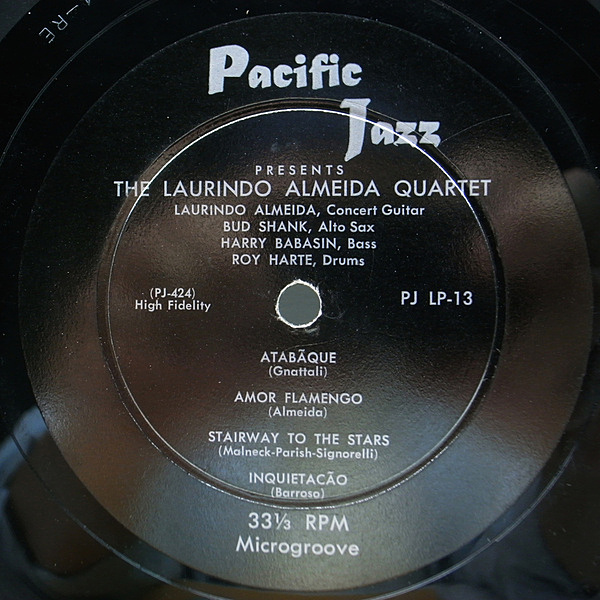 Pacific
Jazz
PRESENTS
THE LAURINDO ALMEIDA QUARTET
LAURINDO ALMEIDA, Concert Guitar
BUD SHANK, Alto Sax
HARRY BABASIN, Bass
ROY HARTE, Drums
(PJ-424)
High Fidelity
PJ LP-13
ATABÃQUE
(Gnattali)
AMOR FLAMENGO
(Almeida)
STAIRWAY TO THE STARS
(Malneck-Parish-Signorelli)
INQUIETACÃO
(Barroso)
33⅓ RPM
Microgroove